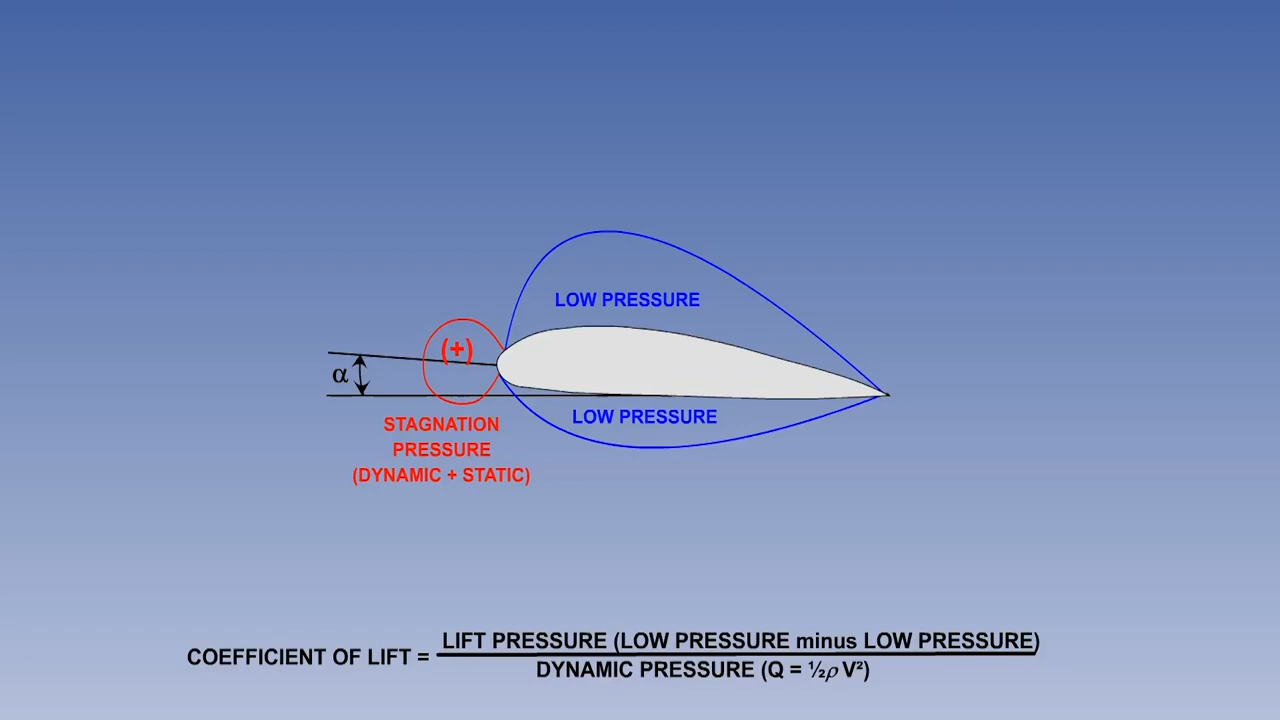 LOW PRESSURE
(+)
α
LOW PRESSURE
STAGNATION
PRESSURE
(DYNAMIC + STATIC)
COEFFICIENT OF LIFT = LIFT PRESSURE (LOW PRESSURE minus LOW PRESSURE)
DYNAMIC PRESSURE (Q = ½ρ V²)